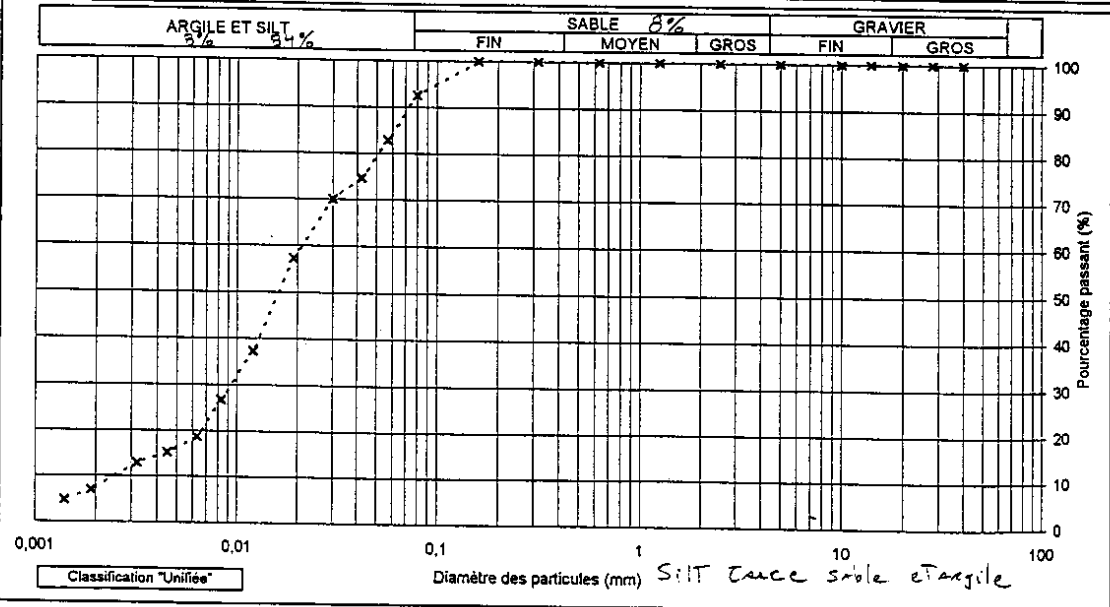 ARGILE ET SILT
SABLE 8%
GRAVIER
FIN MOYEN GROS FIN GROS
100
90
80
70
60
50
40
30
20
10
0
Pourcentage passant (%)
0,001 0,01 0,1 1 10 100
Classification "Unifiée"
Diamètre des particules (mm)
SilT trace sable et argile